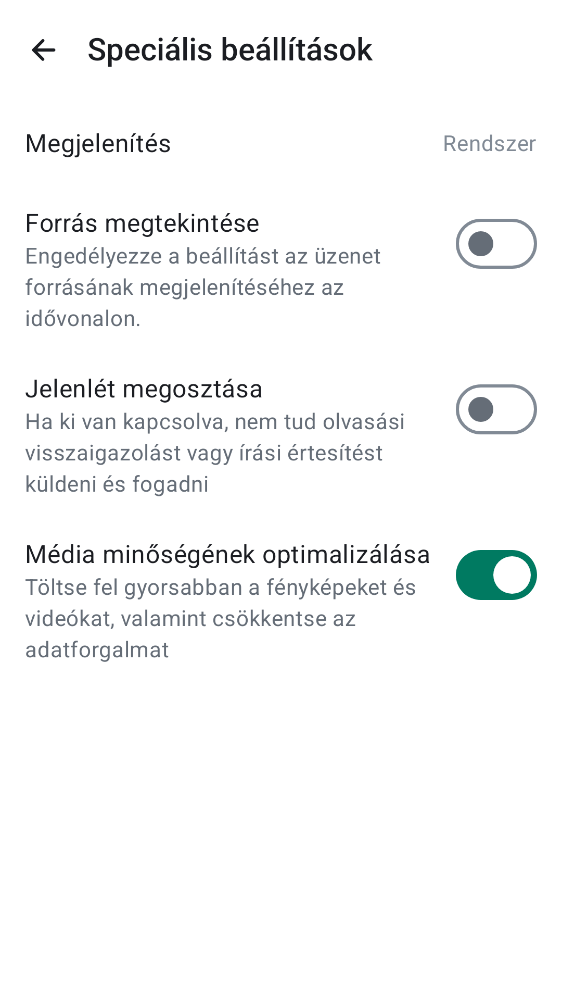 Speciális beállítások
Megjelenítés
Rendszer
Forrás megtekintése
Engedélyezze a beállítást az üzenet
forrásának megjelenítéséhez az
idővonalon.
Jelenlét megosztása
Ha ki van kapcsolva, nem tud olvasási
visszaigazolást vagy írási értesítést
küldeni és fogadni
Média minőségének optimalizálása
Töltse fel gyorsabban a fényképeket és
videókat, valamint csökkentse az
adatforgalmat